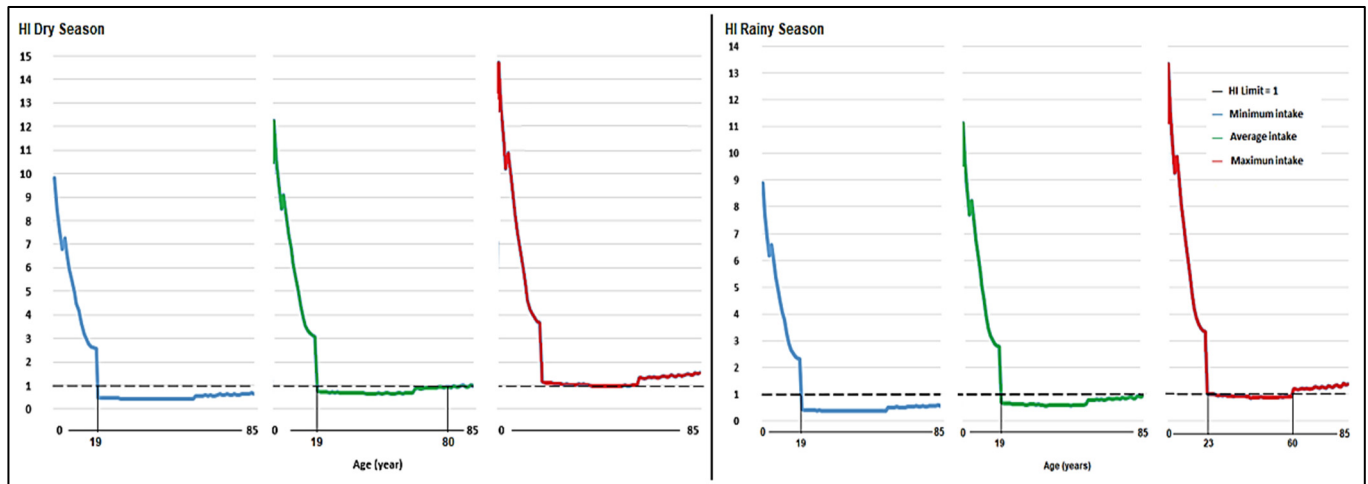 HI Dry Season
15
14
13
12
11
10
9
8
7
6
5
4
3
2
1
0
0 19 85
0 19 80 85
0 85
Age (year)
HI Rainy Season
14
13
12
11
10
9
8
7
6
5
4
3
2
1
0
HI Limit = 1
Minimum intake
Average intake
Maximun intake
0 19 85
0 19 85
0 23 60 85
Age (years)